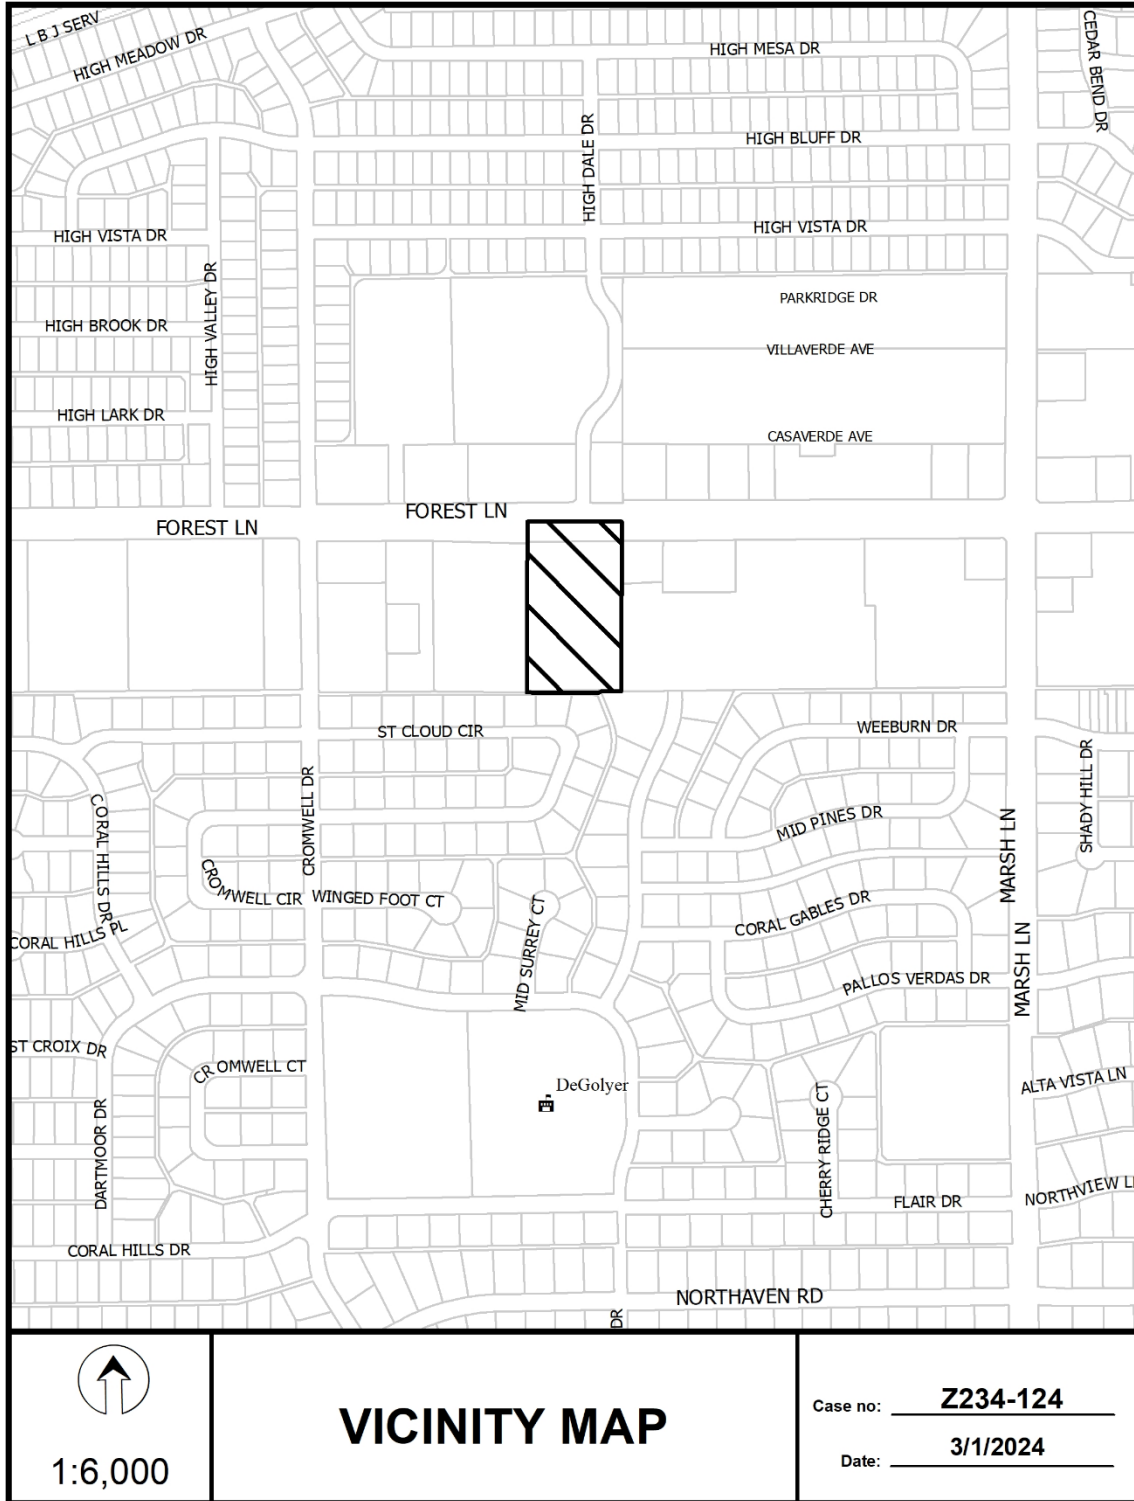 L B J SERV
HIGH MEADOW DR
HIGH MESA DR
CEDAR BEND DR
HIGH DALE DR
HIGH BLUFF DR
HIGH VISTA DR
HIGH VISTA DR
HIGH VALLEY DR
PARKRIDGE DR
HIGH BROOK DR
VILLAVERDE AVE
HIGH LARK DR
CASAVERDE AVE
FOREST LN
FOREST LN
ST CLOUD CIR
WEEBURN DR
SHADY HILL DR
CORAL HILLS DR
CROMWELL DR
MID PINES DR
MARSH LN
CROMWELL CIR
WINGED FOOT CT
CORAL GABLES DR
CORAL HILLS PL
MID SURREY CT
MARSH LN
PALLOS VERDAS DR
ST CROIX DR
CROMWELL CT
DeGolyer
ALTA VISTA LN
DARTMOOR DR
CHERRY RIDGE CT
FLAIR DR
NORTHVIEW L
CORAL HILLS DR
NORTHAVEN RD
DR
1:6,000
VICINITY MAP
Case no: Z234-124
Date: 3/1/2024